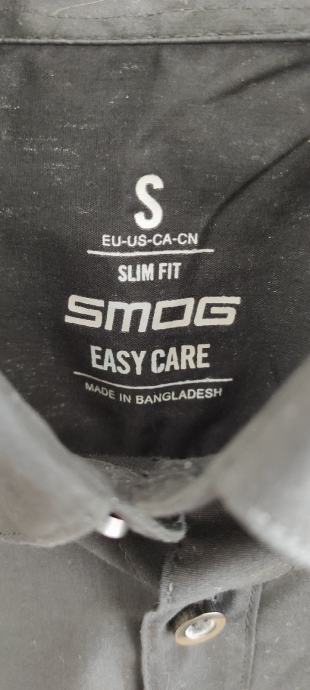 S
EU-US-CA-CN
SLIM FIT
SMOG
EASY CARE
MADE IN BANGLADESH